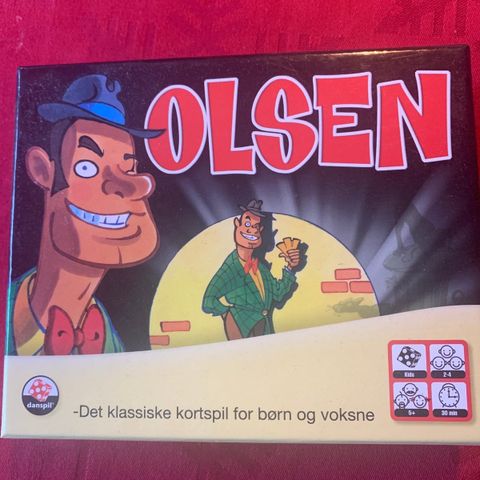 OLSEN
danspil
-Det klassiske kortspil for børn og voksne
Kids
2-4
5+
30 min